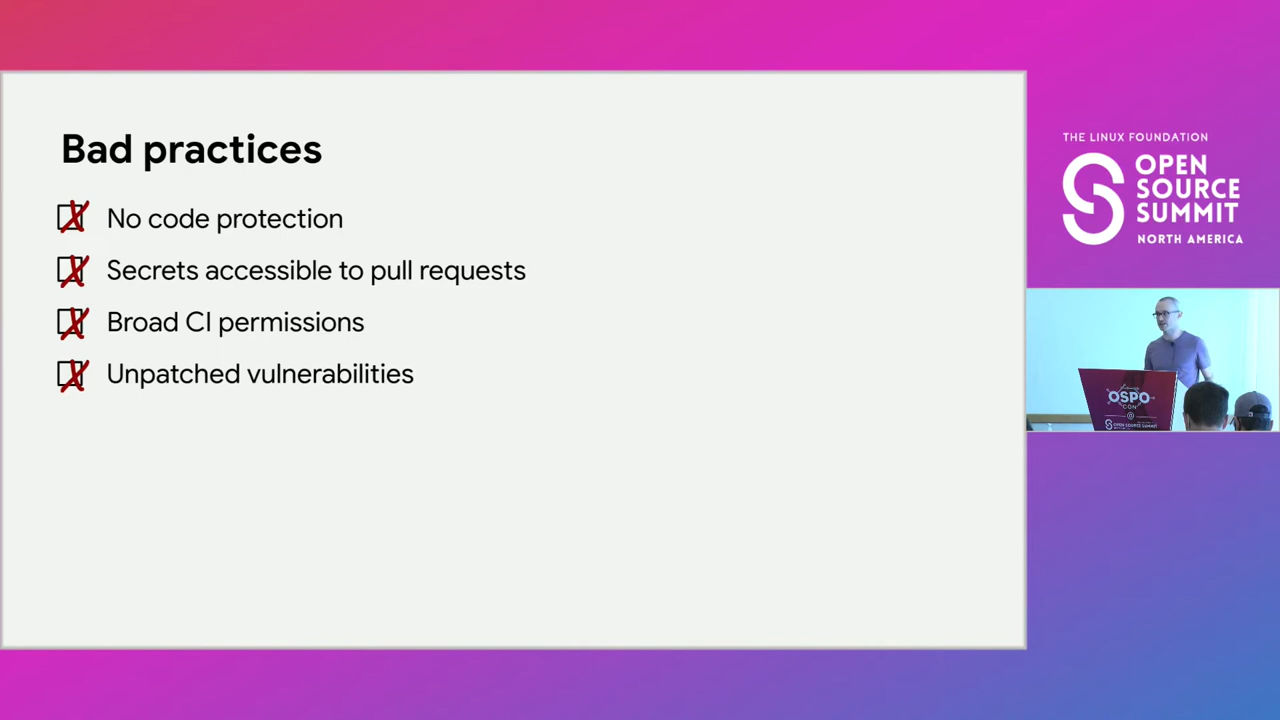 Bad practices
No code protection
Secrets accessible to pull requests
Broad CI permissions
Unpatched vulnerabilities
THE LINUX FOUNDATION
OPEN
SOURCE
SUMMIT
NORTH AMERICA
OSPO
CON
OPEN SOURCE SUMMIT